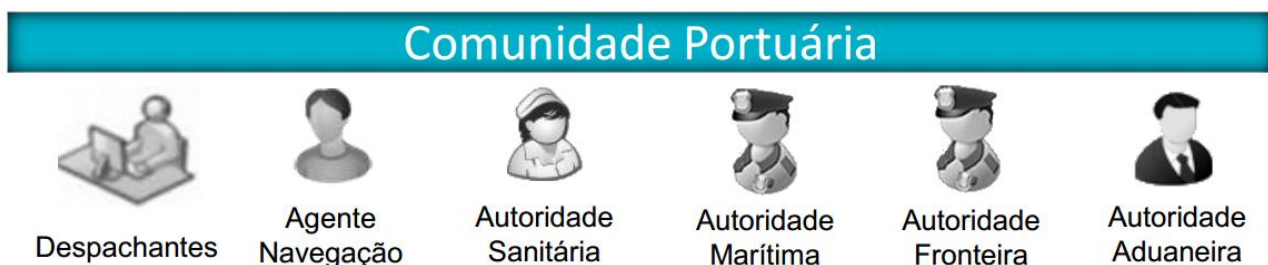 Comunidade Portuária
Despachantes
Agente
Navegação
Autoridade
Sanitária
Autoridade
Marítima
Autoridade
Fronteira
Autoridade
Aduaneira